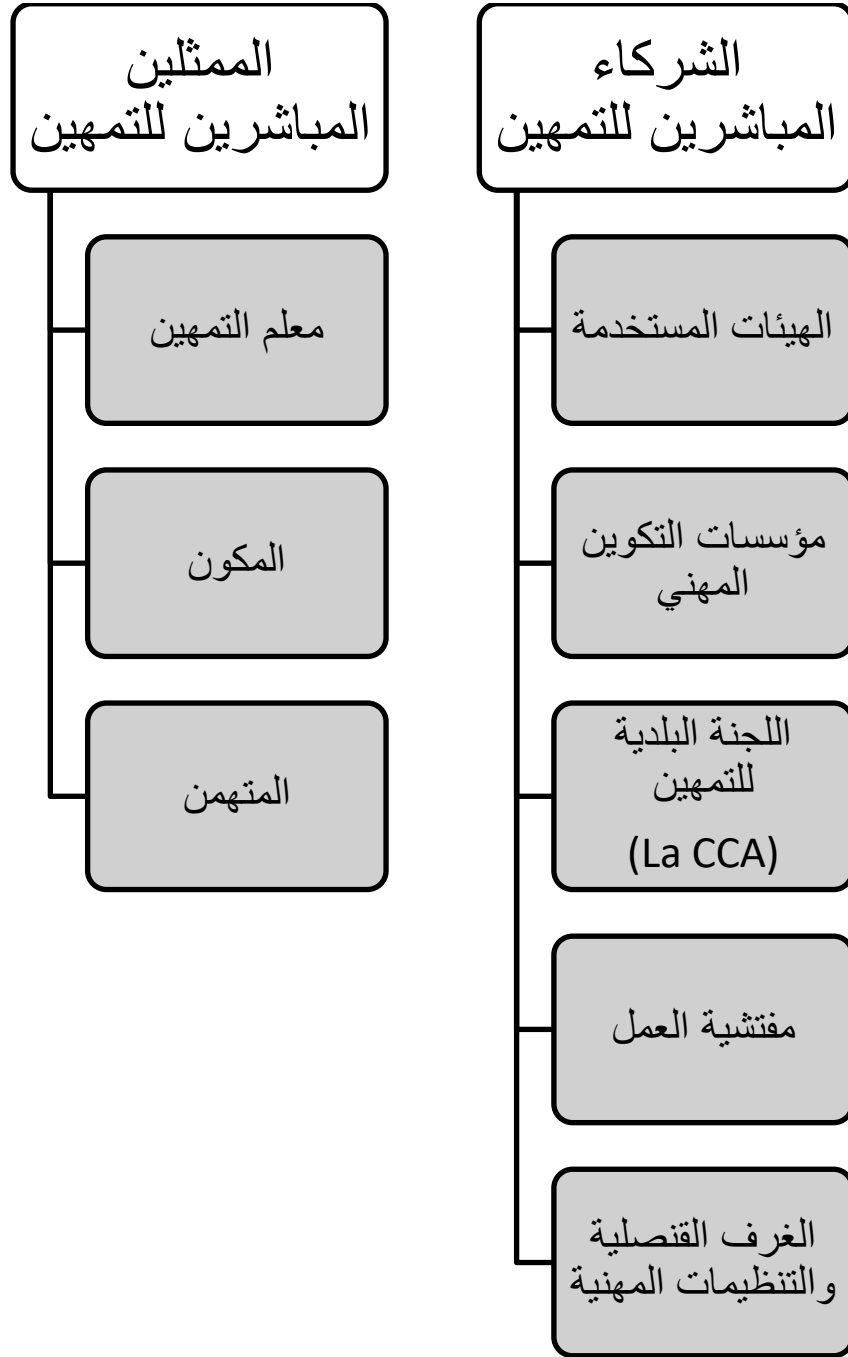 الشركاء
المباشرين للتمهين
الهيئات المستخدمة
مؤسسات التكوين
المهني
اللجنة البلدية
للتمهين
(La CCA)
مفتشية العمل
الغرف القنصلية
والتنظيمات المهنية
الممثلين
المباشرين للتمهين
معلم التمهين
المكون
المتهمن